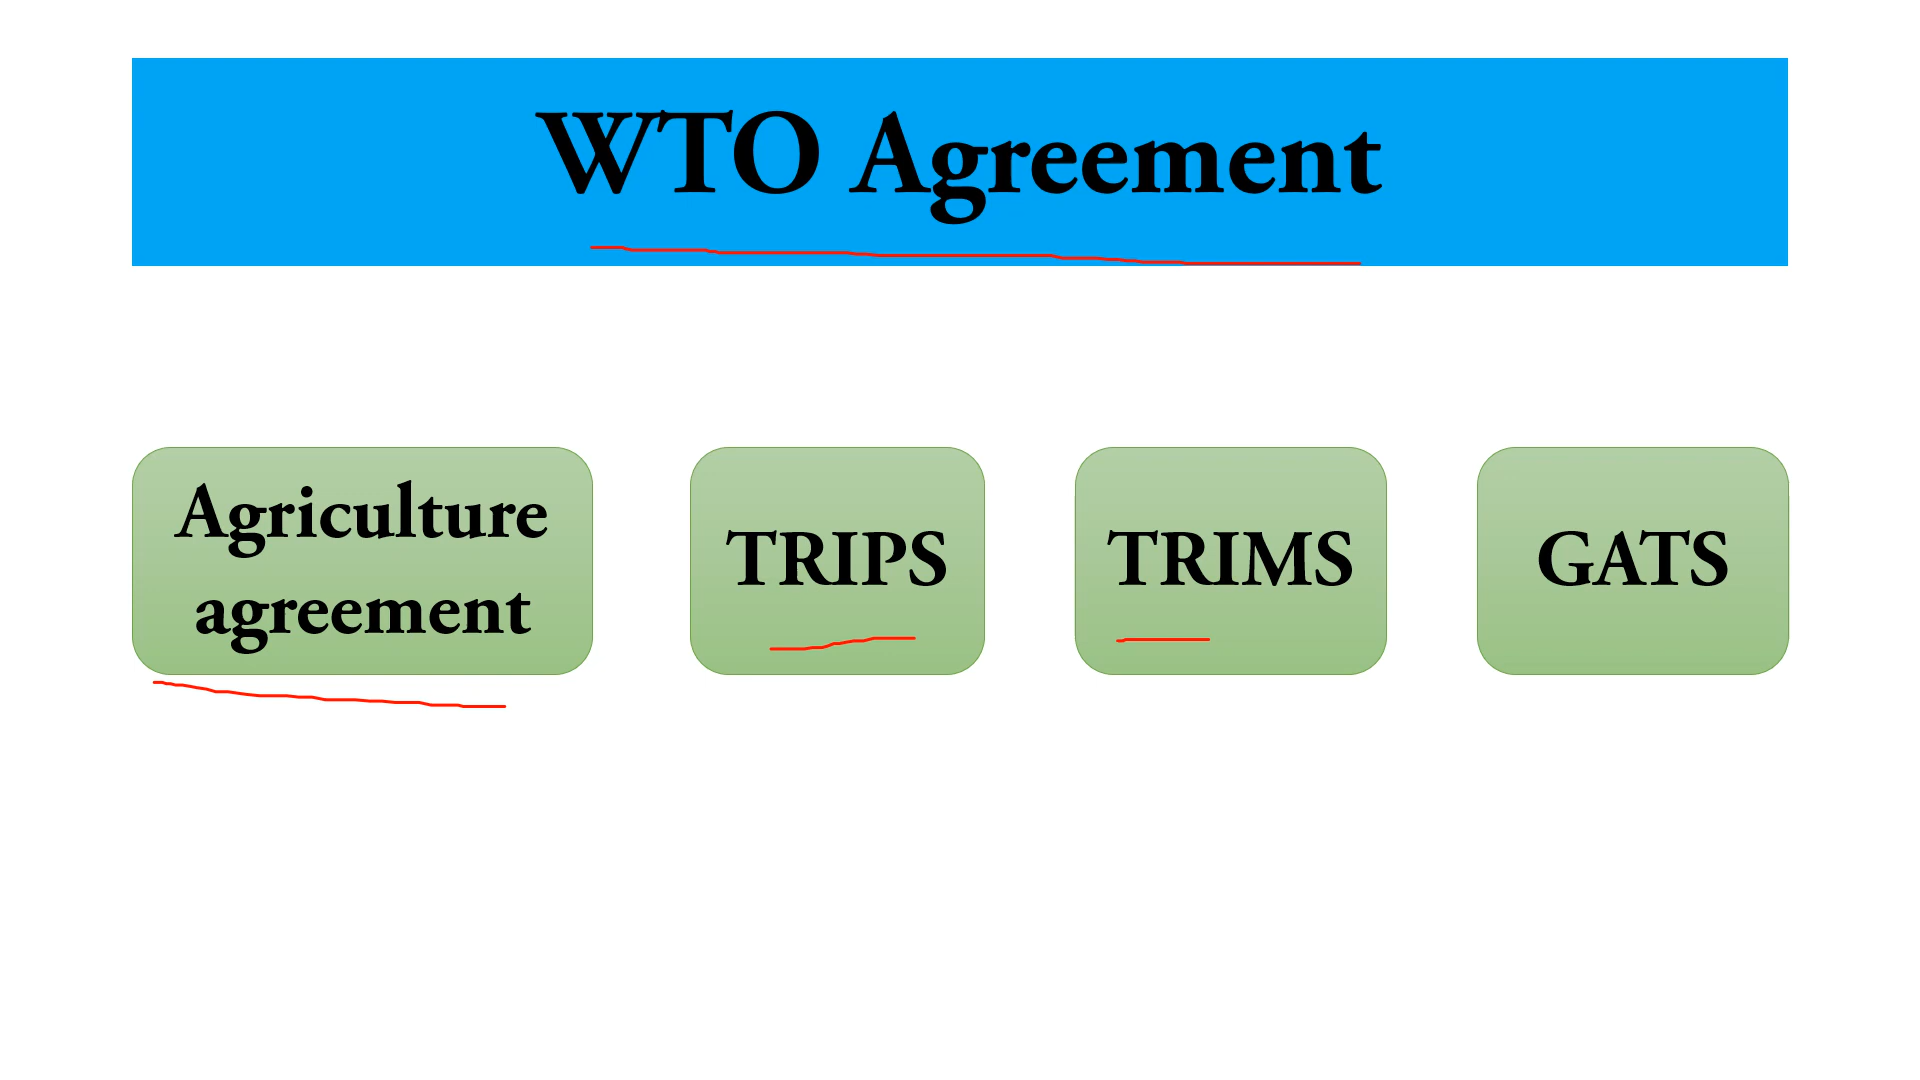 WTO Agreement
Agriculture
agreement
TRIPS
TRIMS
GATS